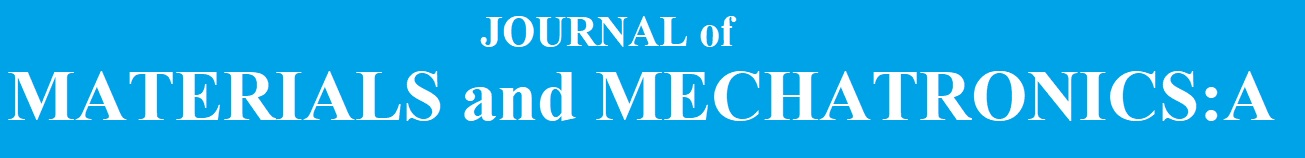 JOURNAL of
MATERIALS and MECHATRONICS:A